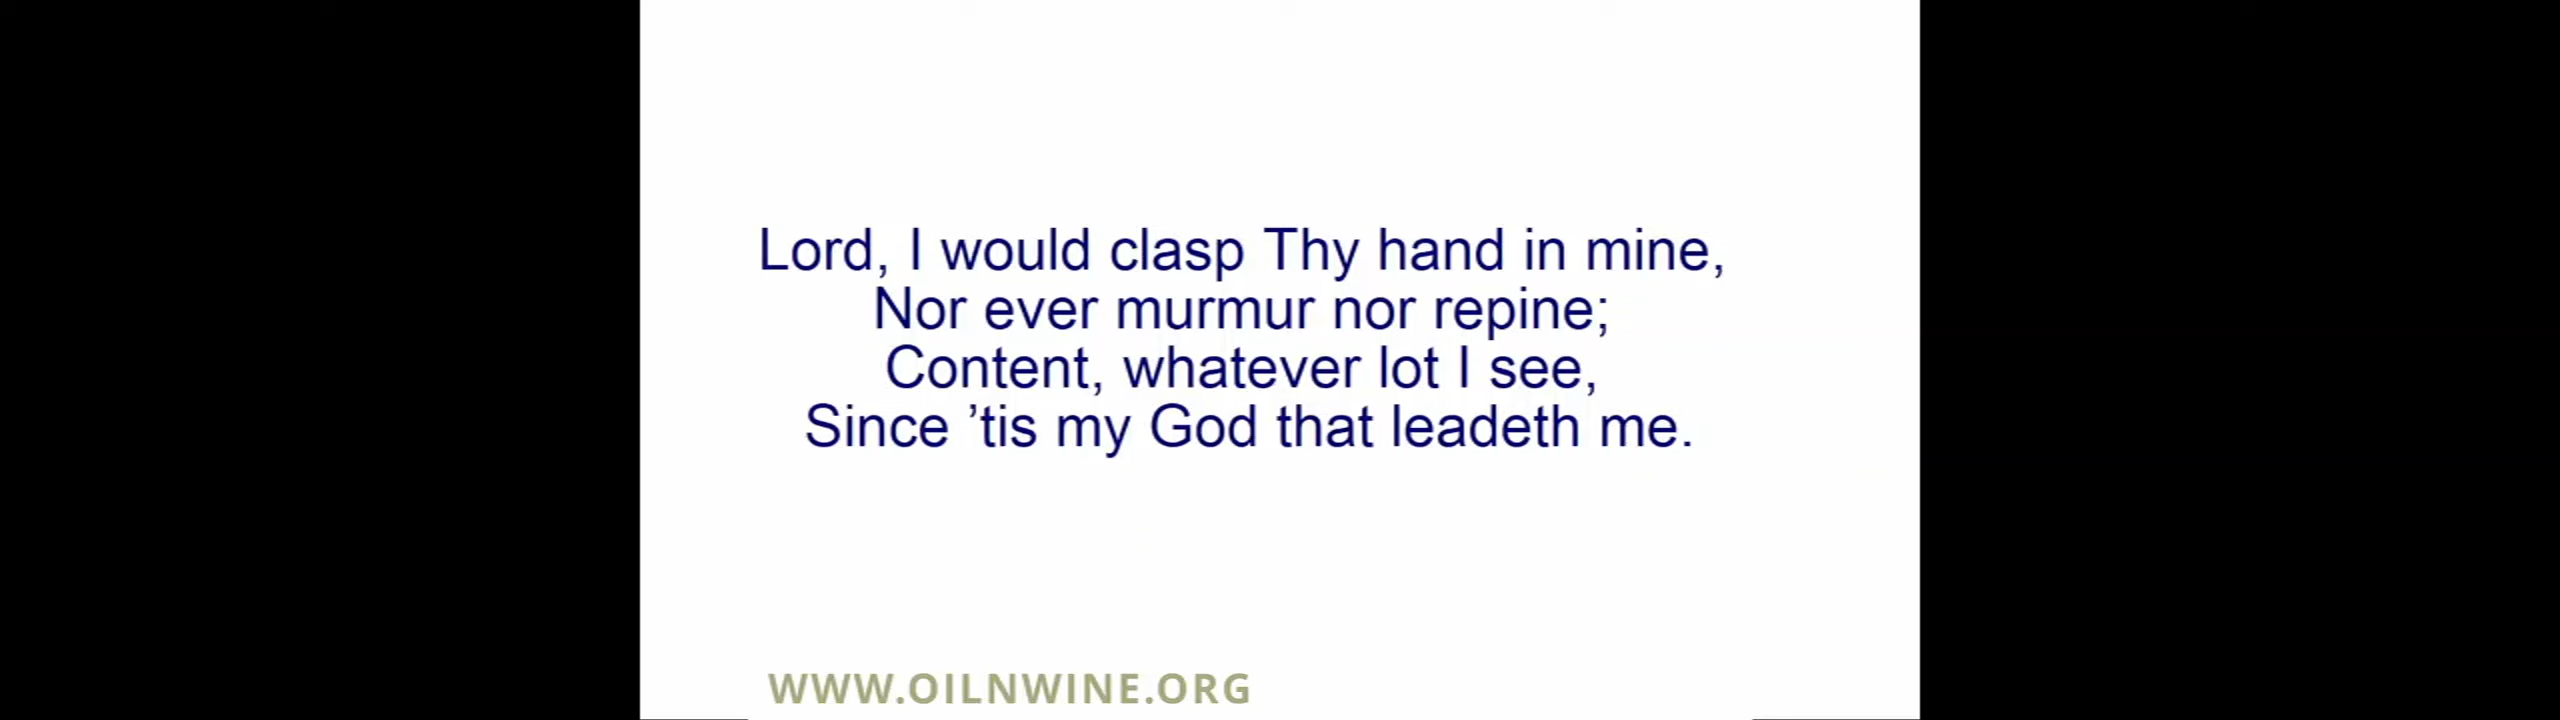 Lord, I would clasp Thy hand in mine,
Nor ever murmur nor repine;
Content, whatever lot I see,
Since ’tis my God that leadeth me.
WWW.OILNWINE.ORG